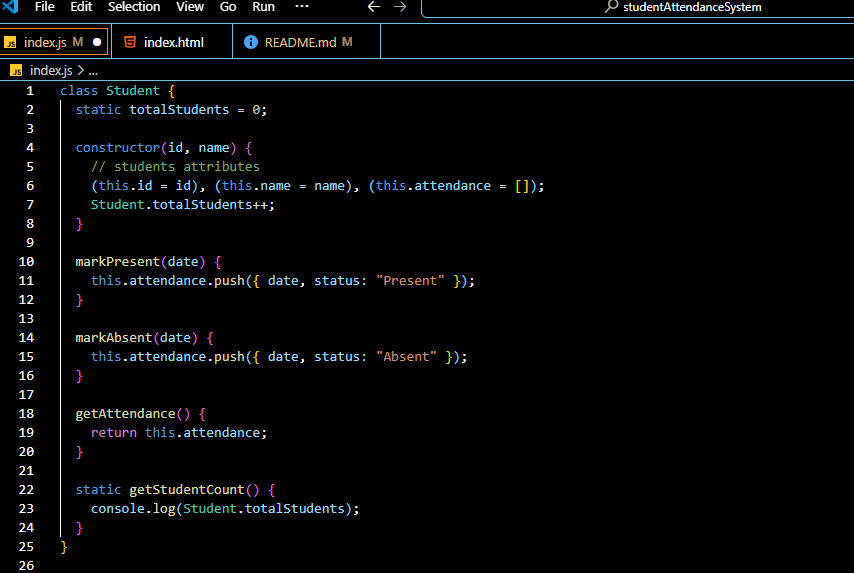 File Edit Selection View Go Run ··· ← → studentAttendanceSystem
JS index.js M ● index.html README.md M
JS index.js > ...
1 class Student {
2   static totalStudents = 0;
3
4   constructor(id, name) {
5     // students attributes
6     (this.id = id), (this.name = name), (this.attendance = []);
7     Student.totalStudents++;
8   }
9
10   markPresent(date) {
11     this.attendance.push({ date, status: "Present" });
12   }
13
14   markAbsent(date) {
15     this.attendance.push({ date, status: "Absent" });
16   }
17
18   getAttendance() {
19     return this.attendance;
20   }
21
22   static getStudentCount() {
23     console.log(Student.totalStudents);
24   }
25 }
26